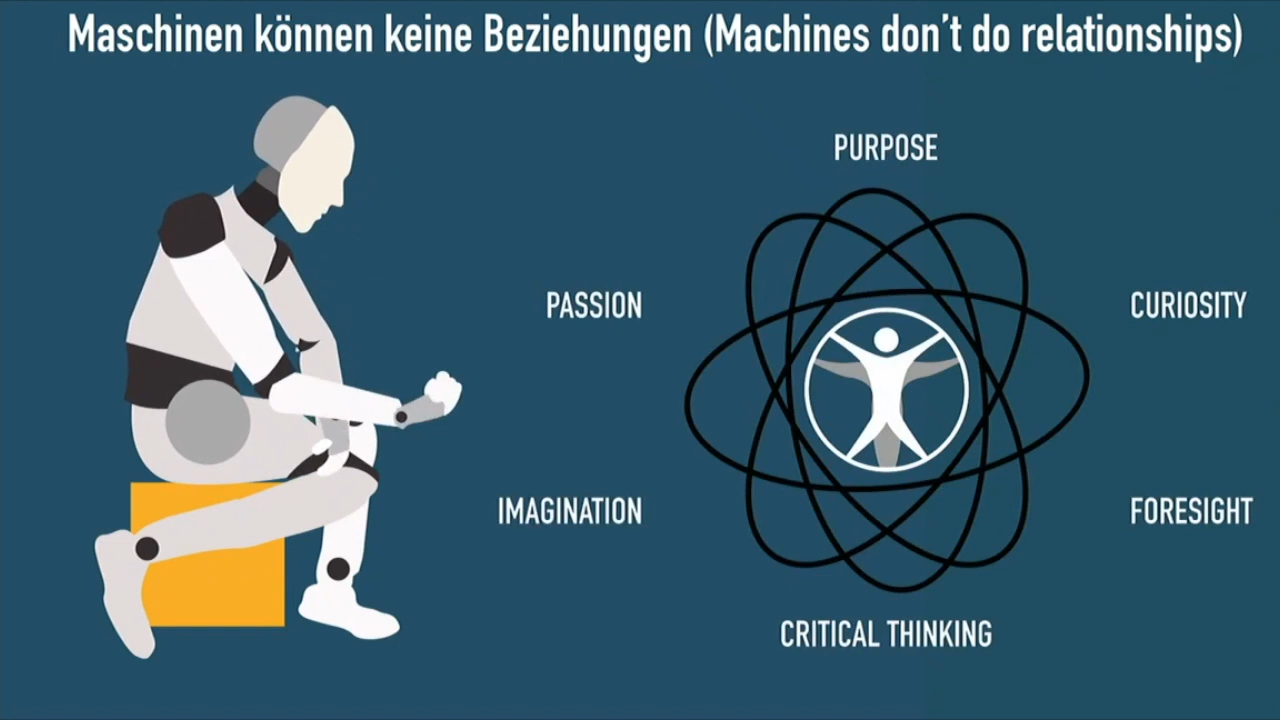 Maschinen können keine Beziehungen (Machines don't do relationships)
PURPOSE
PASSION
CURIOSITY
IMAGINATION
FORESIGHT
CRITICAL THINKING